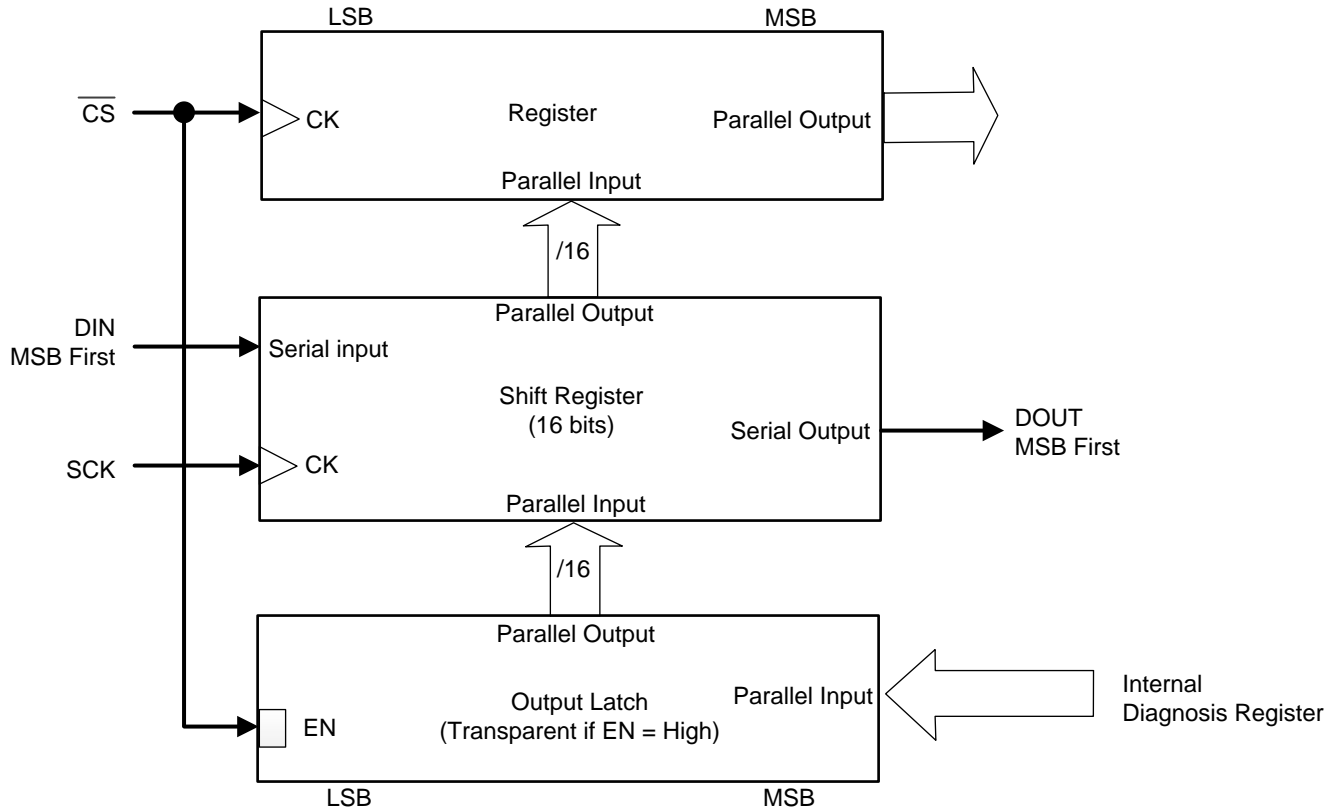 LSB
MSB
CS
CK
Register
Parallel Output
Parallel Input
/16
Parallel Output
DIN
MSB First
Serial input
Shift Register
(16 bits)
Serial Output
DOUT
MSB First
SCK
CK
Parallel Input
/16
Parallel Output
Parallel Input
Internal
Diagnosis Register
Output Latch
(Transparent if EN = High)
EN
LSB
MSB